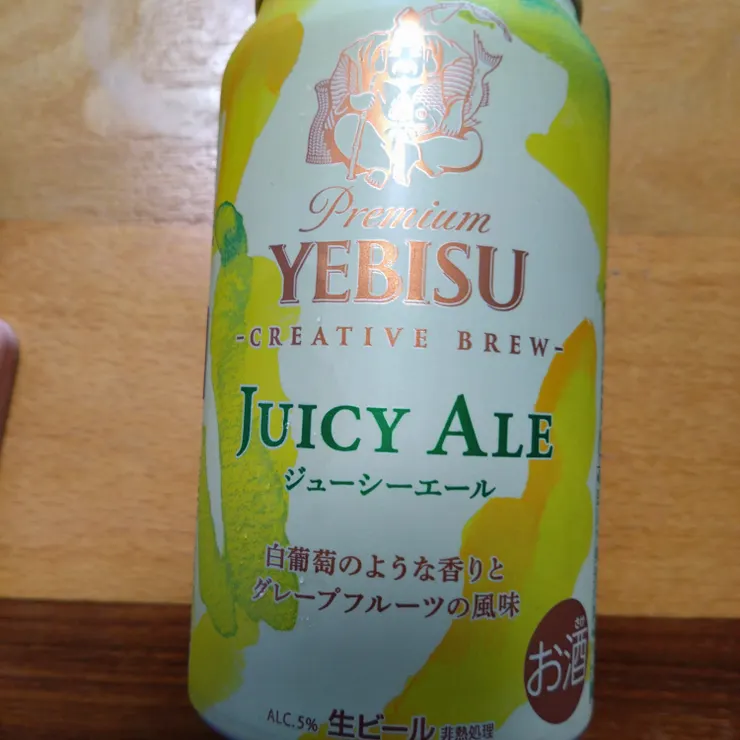 Premium
YEBISU
-CREATIVE BREW-
JUICY ALE
ジューシーエール
白葡萄のような香りと
グレープフルーツの風味
さけ
お酒
ALC.5% 生ビール 非熱処理